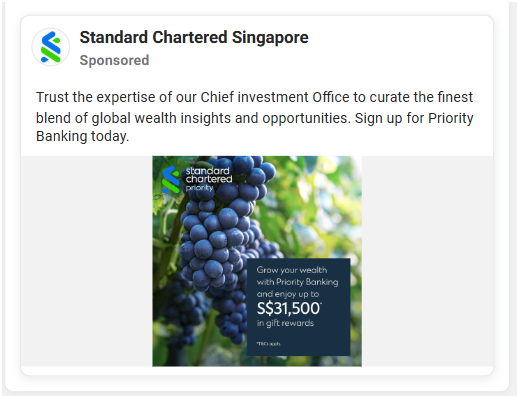 Standard Chartered Singapore
Sponsored
Trust the expertise of our Chief investment Office to curate the finest
blend of global wealth insights and opportunities. Sign up for Priority
Banking today.
standard
chartered
priority
Grow your wealth
with Priority Banking
and enjoy up to
S$31,500*
in gift rewards
*T&Cs apply.